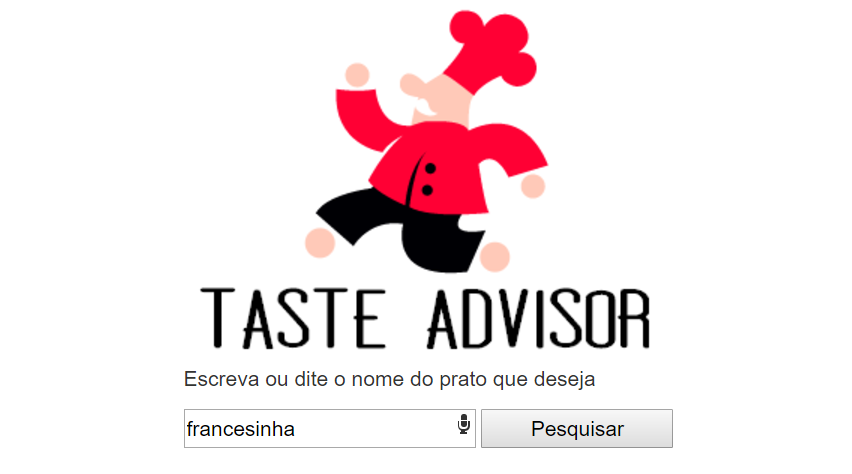 TASTE ADVISOR
Escreva ou dite o nome do prato que deseja
francesinha Pesquisar